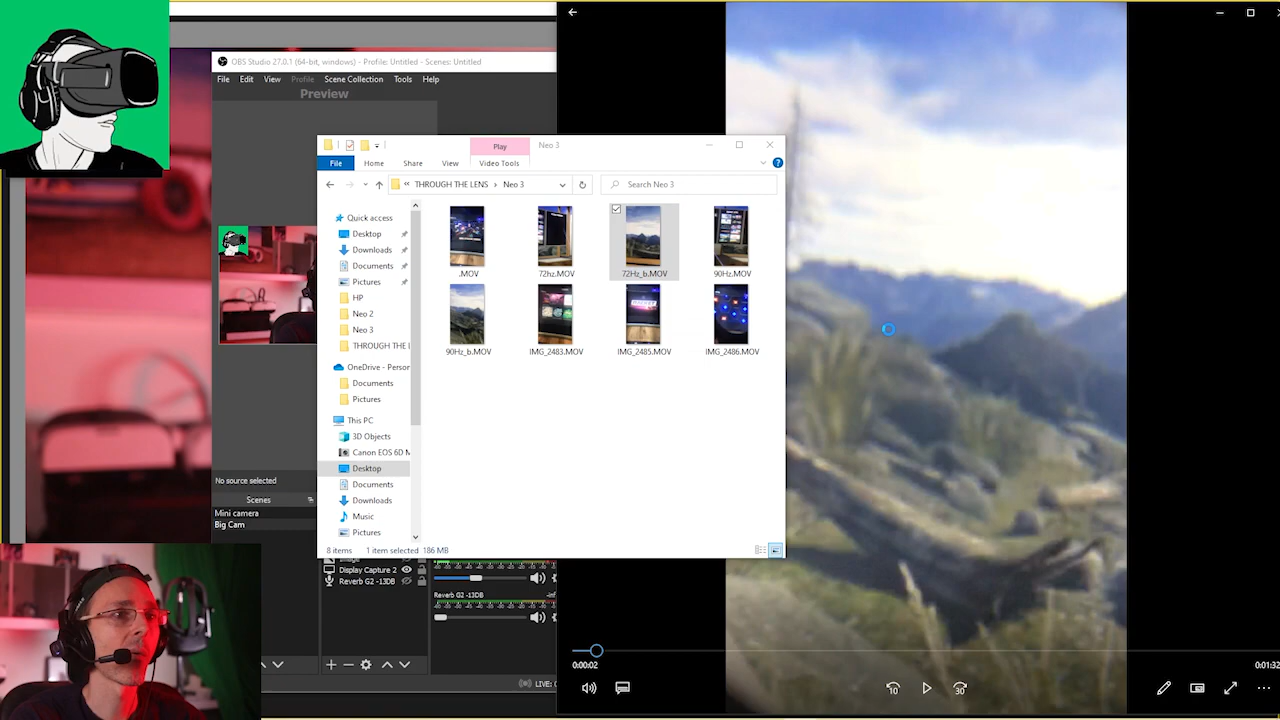 OBS Studio 27.0.1 (64-bit, windows) - Profile: Untitled - Scenes: Untitled
File Edit View Profile Scene Collection Tools Help
Preview
Play Neo 3
File Home Share View Video Tools
THROUGH THE LENS Neo 3
Search Neo 3
Quick access
Desktop
Downloads
Documents
Pictures
HP
Neo 2
Neo 3
THROUGH THE L
OneDrive - Person
Documents
Pictures
This PC
3D Objects
Canon EOS 6D M
Desktop
Documents
Downloads
Music
Pictures
.MOV 72hz.MOV 72Hz_b.MOV 90Hz.MOV
90Hz_b.MOV IMG_2483.MOV IMG_2485.MOV IMG_2486.MOV
8 items 1 item selected 186 MB
No source selected
Scenes
Mini camera
Big Cam
Display Capture 2
Reverb G2 -13DB
Reverb G2 -13DB
LIVE:
0:00:02
0:01:32
10 30